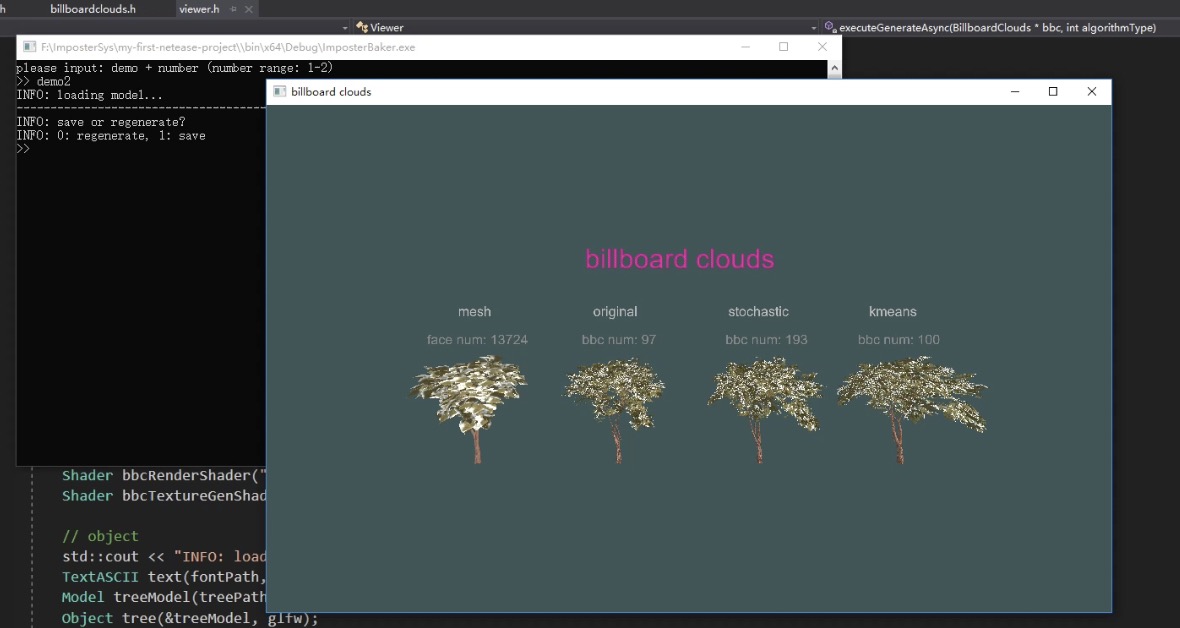 h billboardclouds.h viewer.h
Viewer executeGenerateAsync(BillboardClouds * bbc, int algorithmType)
F:\ImposterSys\my-first-netease-project\\bin\x64\Debug\ImposterBaker.exe
please input: demo + number (number range: 1-2)
>> demo2
INFO: loading model...
INFO: save or regenerate?
INFO: 0: regenerate, 1: save
>>
billboard clouds
billboard clouds
mesh original stochastic kmeans
face num: 13724 bbc num: 97 bbc num: 193 bbc num: 100
Shader bbcRenderShader("
Shader bbcTextureGenShad
// object
std::cout << "INFO: load
TextASCII text(fontPath,
Model treeModel(treePath
Object tree(&treeModel, glfw);